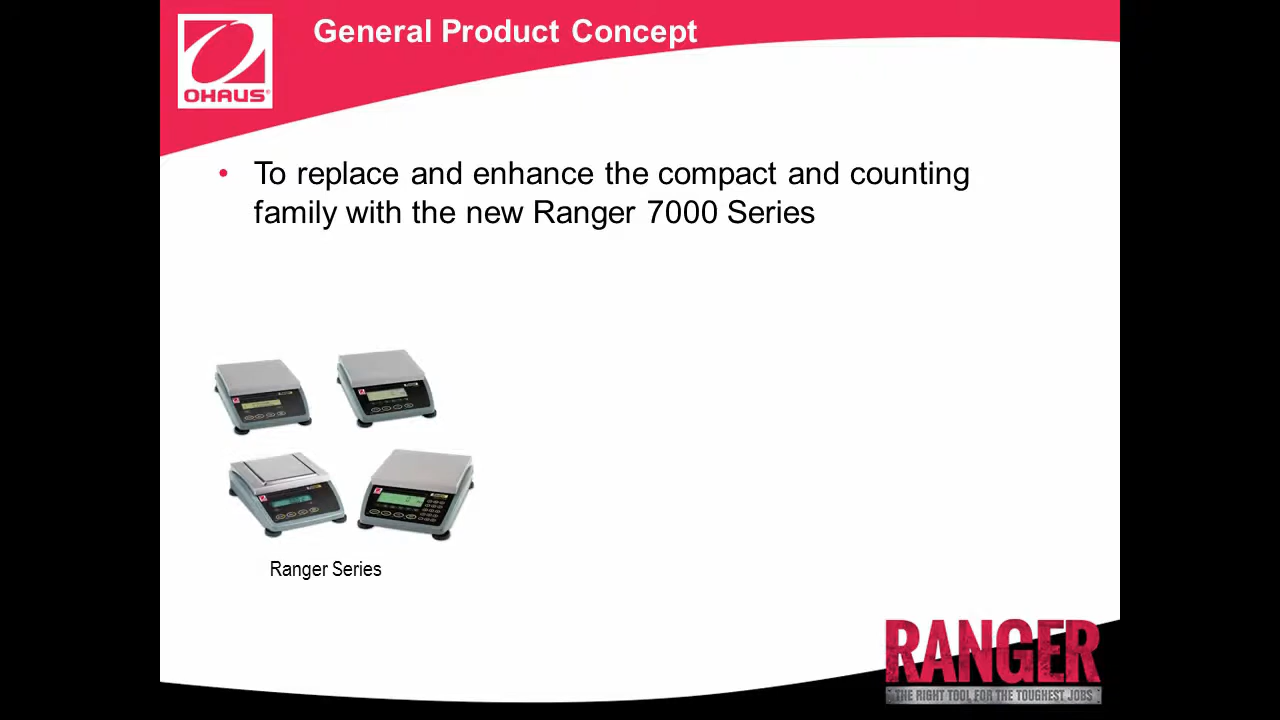 General Product Concept
OHAUS®
• To replace and enhance the compact and counting
family with the new Ranger 7000 Series
Ranger Series
RANGER
THE RIGHT TOOL FOR THE TOUGHEST JOBS